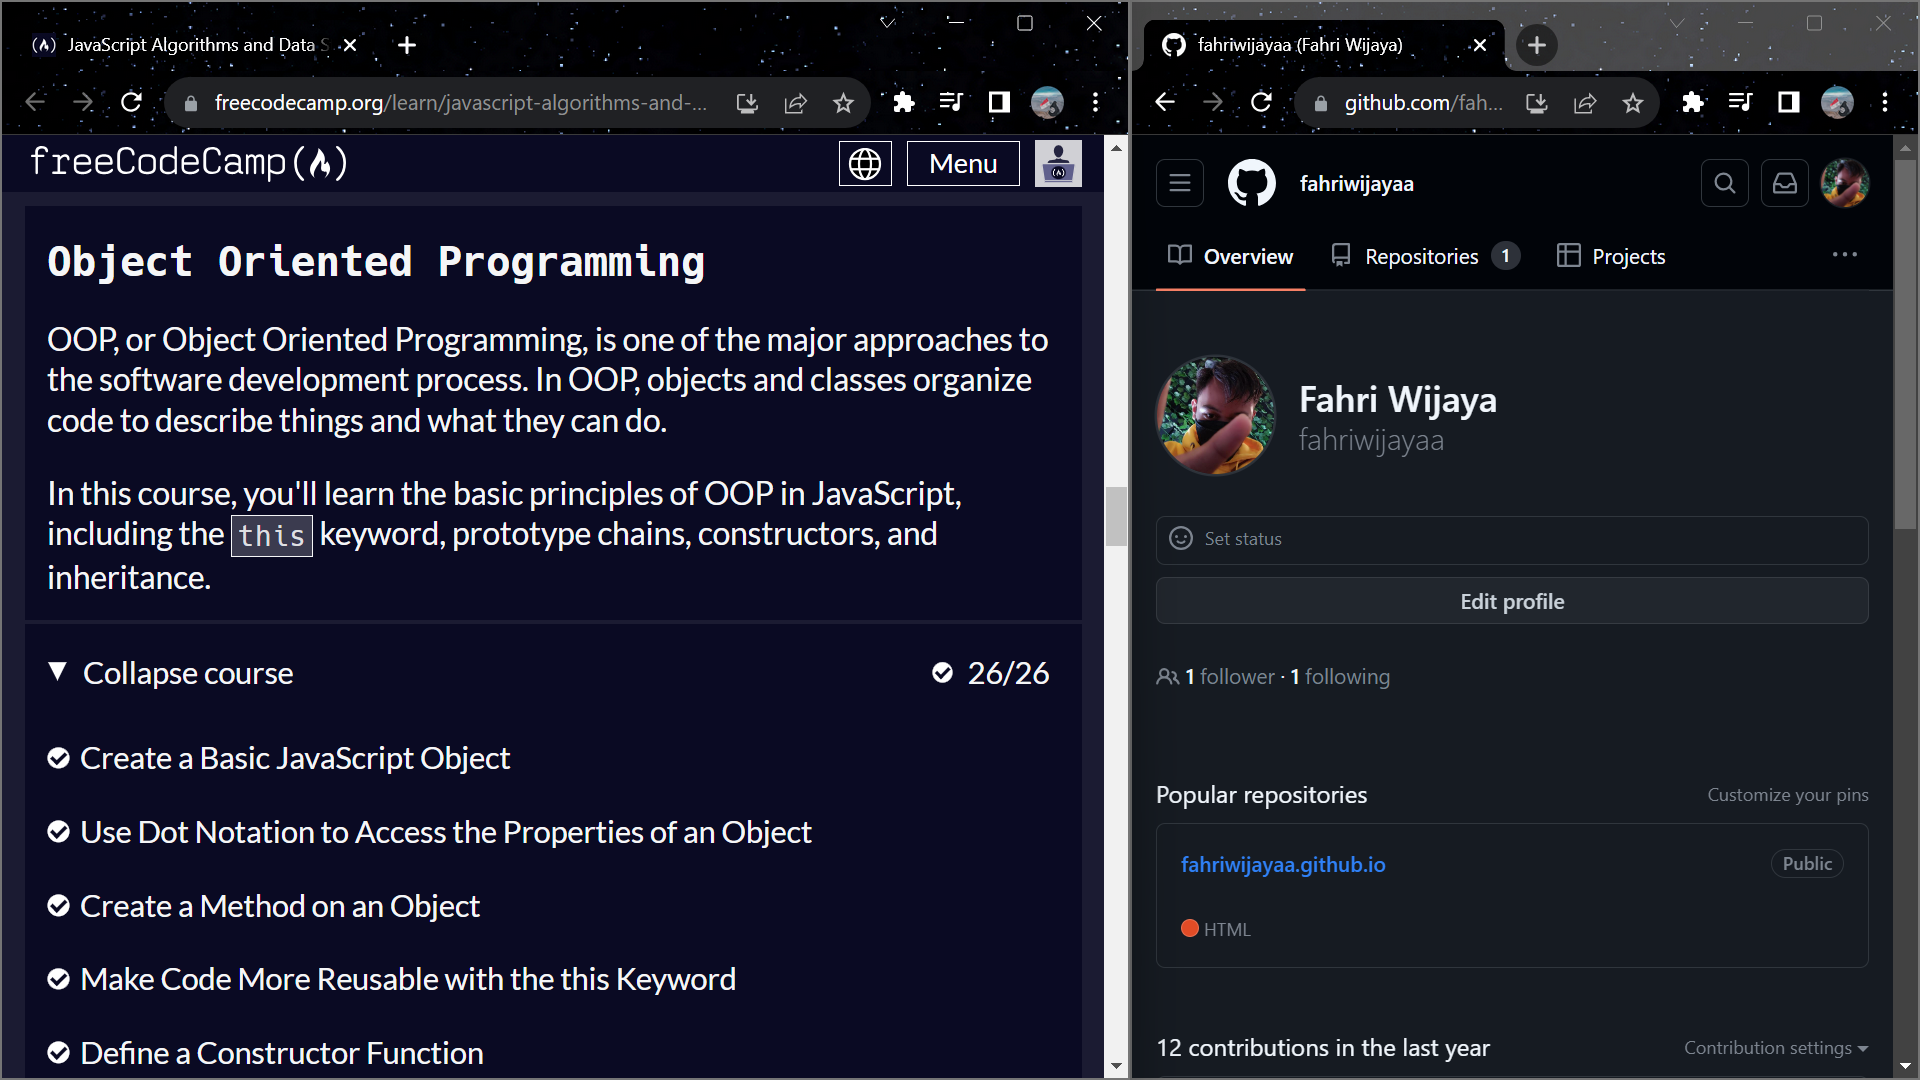 JavaScript Algorithms and Data S
freecodecamp.org/learn/javascript-algorithms-and-...
freeCodeCamp(🔥)
Menu
Object Oriented Programming
OOP, or Object Oriented Programming, is one of the major approaches to
the software development process. In OOP, objects and classes organize
code to describe things and what they can do.
In this course, you'll learn the basic principles of OOP in JavaScript,
including the this keyword, prototype chains, constructors, and
inheritance.
Collapse course
26/26
Create a Basic JavaScript Object
Use Dot Notation to Access the Properties of an Object
Create a Method on an Object
Make Code More Reusable with the this Keyword
Define a Constructor Function
fahriwijayaa (Fahri Wijaya)
github.com/fah...
fahriwijayaa
Overview
Repositories 1
Projects
Fahri Wijaya
fahriwijayaa
Set status
Edit profile
1 follower · 1 following
Popular repositories
Customize your pins
fahriwijayaa.github.io
Public
HTML
12 contributions in the last year
Contribution settings